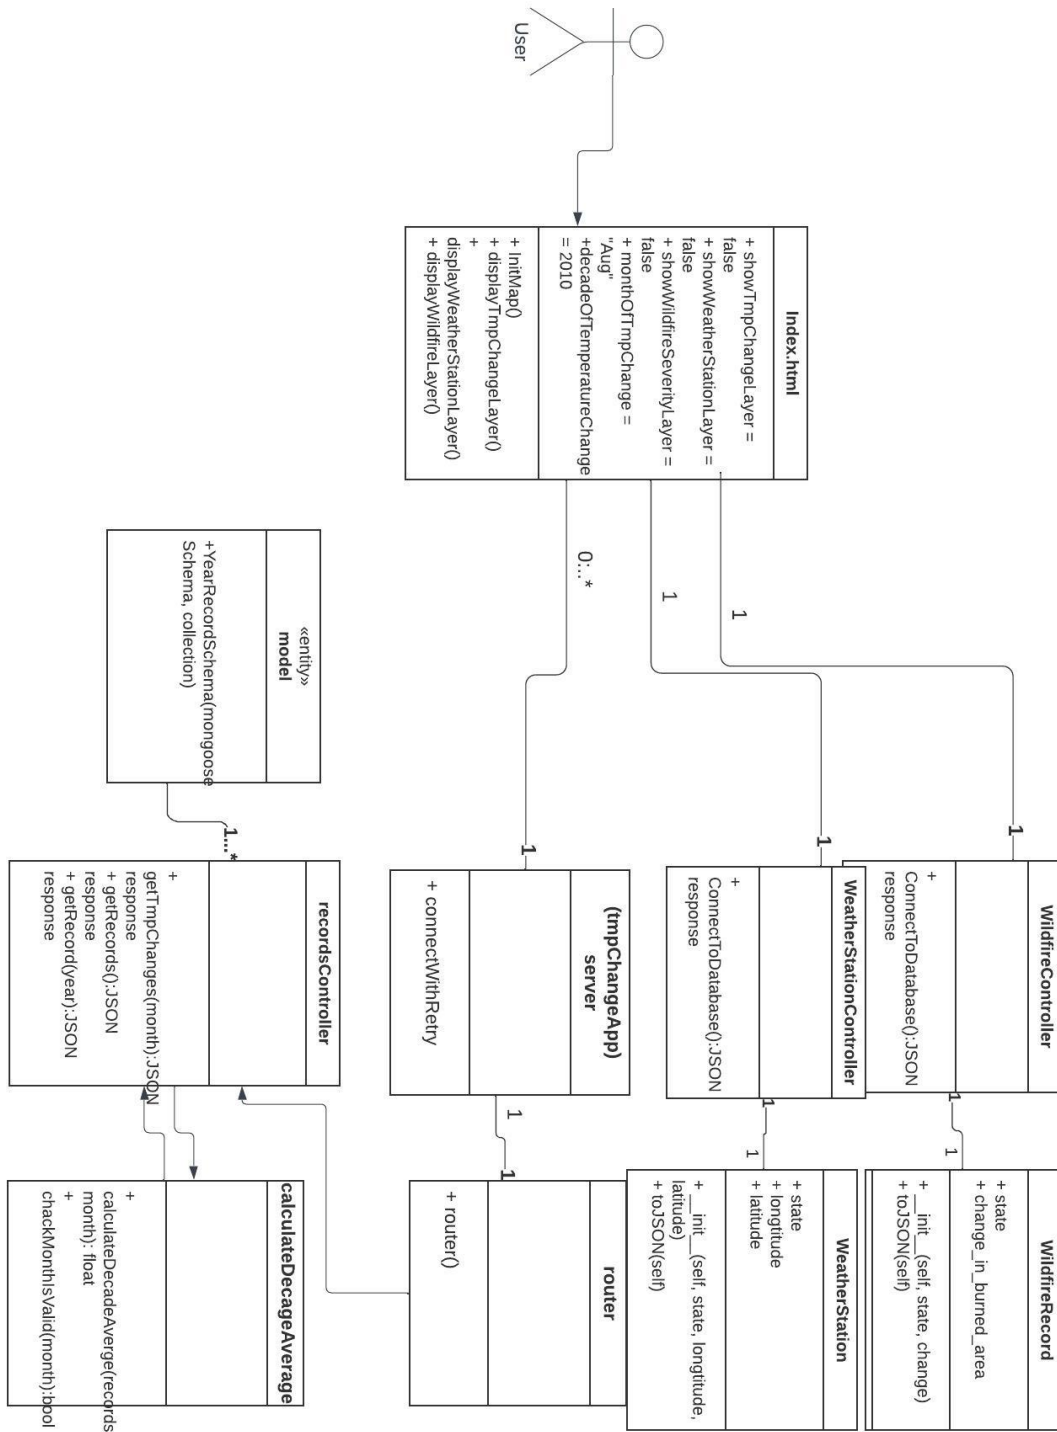 User
Index.html
+ showTmpChangeLayer =
false
+ showWeatherStationLayer =
false
+ showWildfireSeverityLayer =
false
+ monthOfTmpChange =
"Aug"
+decadeOfTemperatureChange
= 2010
+ InitMap()
+ displayTmpChangeLayer()
+
displayWeatherStationLayer()
+ displayWildfireLayer()
1
1
0:...*
1
1
1
WildfireController
+
ConnectToDatabase():JSON
response
WeatherStationController
+
ConnectToDatabase():JSON
response
(tmpChangeApp)
server
+ connectWithRetry
«entity»
model
+YearRecordSchema(mongoose
Schema, collection)
1...*
recordsController
+
getTmpChanges(month):JSON
response
+ getRecords():JSON
response
+ getRecord(year):JSON
response
1
1
1
1
1
1
WildfireRecord
+ state
+ change_in_burned_area
+ __init__(self, state, change)
+ toJSON(self)
WeatherStation
+ state
+ longtitude
+ latitude
+ __init__(self, state, longtitude,
latitude)
+ toJSON(self)
router
+ router()
calculateDecageAverage
+
calculateDecadeAverge(records
month): float
+
chackMonthIsValid(month):bool